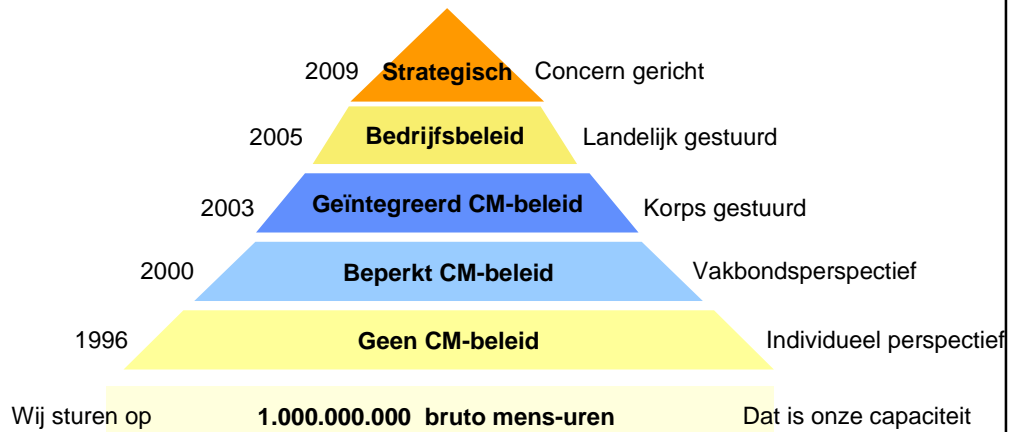 2009 Strategisch Concern gericht
2005 Bedrijfsbeleid Landelijk gestuurd
2003 Geïntegreerd CM-beleid Korps gestuurd
2000 Beperkt CM-beleid Vakbondsperspectief
1996 Geen CM-beleid Individueel perspectief
Wij sturen op 1.000.000.000 bruto mens-uren Dat is onze capaciteit